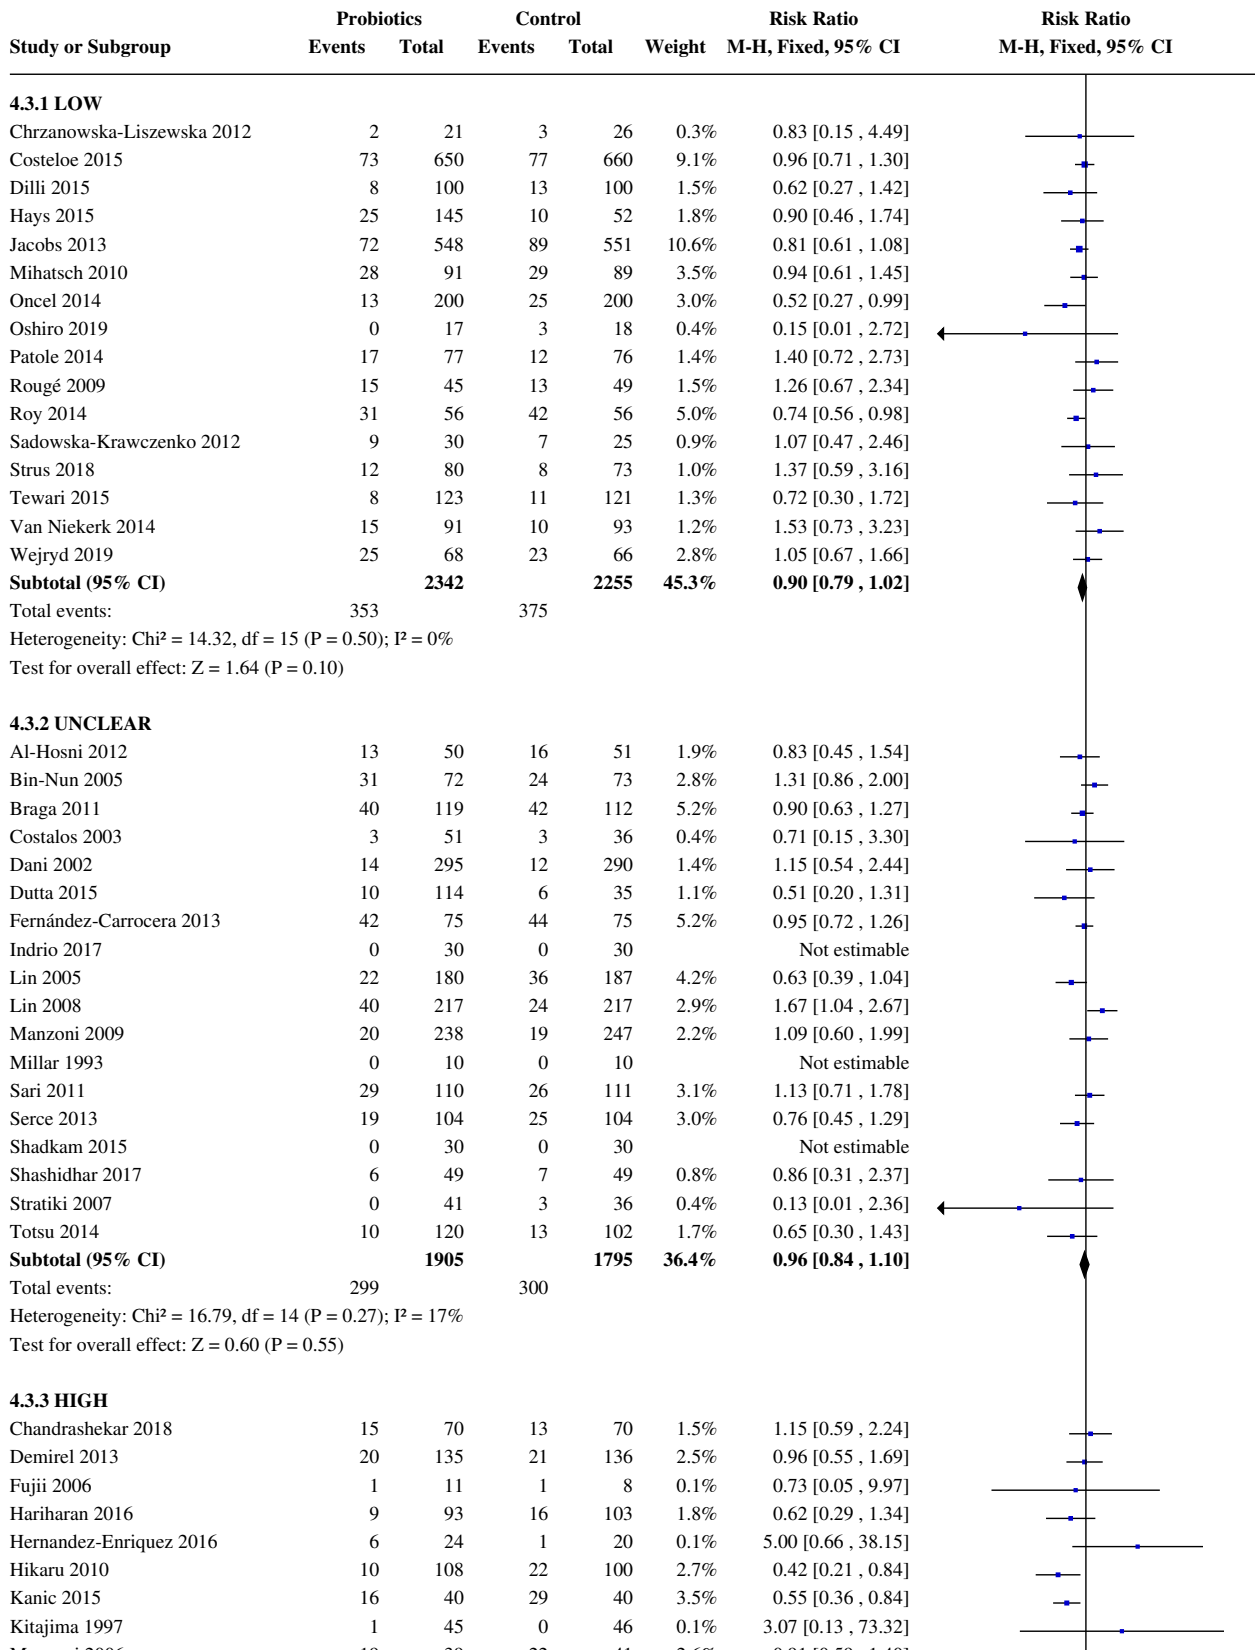 Probiotics Control Risk Ratio Risk Ratio
Study or Subgroup Events Total Events Total Weight M-H, Fixed, 95% CI M-H, Fixed, 95% CI
4.3.1 LOW
Chrzanowska-Liszewska 2012 2 21 3 26 0.3% 0.83 [0.15 , 4.49]
Costeloe 2015 73 650 77 660 9.1% 0.96 [0.71 , 1.30]
Dilli 2015 8 100 13 100 1.5% 0.62 [0.27 , 1.42]
Hays 2015 25 145 10 52 1.8% 0.90 [0.46 , 1.74]
Jacobs 2013 72 548 89 551 10.6% 0.81 [0.61 , 1.08]
Mihatsch 2010 28 91 29 89 3.5% 0.94 [0.61 , 1.45]
Oncel 2014 13 200 25 200 3.0% 0.52 [0.27 , 0.99]
Oshiro 2019 0 17 3 18 0.4% 0.15 [0.01 , 2.72]
Patole 2014 17 77 12 76 1.4% 1.40 [0.72 , 2.73]
Rougé 2009 15 45 13 49 1.5% 1.26 [0.67 , 2.34]
Roy 2014 31 56 42 56 5.0% 0.74 [0.56 , 0.98]
Sadowska-Krawczenko 2012 9 30 7 25 0.9% 1.07 [0.47 , 2.46]
Strus 2018 12 80 8 73 1.0% 1.37 [0.59 , 3.16]
Tewari 2015 8 123 11 121 1.3% 0.72 [0.30 , 1.72]
Van Niekerk 2014 15 91 10 93 1.2% 1.53 [0.73 , 3.23]
Wejryd 2019 25 68 23 66 2.8% 1.05 [0.67 , 1.66]
Subtotal (95% CI) 2342 2255 45.3% 0.90 [0.79 , 1.02]
Total events: 353 375
Heterogeneity: Chi² = 14.32, df = 15 (P = 0.50); I² = 0%
Test for overall effect: Z = 1.64 (P = 0.10)
4.3.2 UNCLEAR
Al-Hosni 2012 13 50 16 51 1.9% 0.83 [0.45 , 1.54]
Bin-Nun 2005 31 72 24 73 2.8% 1.31 [0.86 , 2.00]
Braga 2011 40 119 42 112 5.2% 0.90 [0.63 , 1.27]
Costalos 2003 3 51 3 36 0.4% 0.71 [0.15 , 3.30]
Dani 2002 14 295 12 290 1.4% 1.15 [0.54 , 2.44]
Dutta 2015 10 114 6 35 1.1% 0.51 [0.20 , 1.31]
Fernández-Carrocera 2013 42 75 44 75 5.2% 0.95 [0.72 , 1.26]
Indrio 2017 0 30 0 30 Not estimable
Lin 2005 22 180 36 187 4.2% 0.63 [0.39 , 1.04]
Lin 2008 40 217 24 217 2.9% 1.67 [1.04 , 2.67]
Manzoni 2009 20 238 19 247 2.2% 1.09 [0.60 , 1.99]
Millar 1993 0 10 0 10 Not estimable
Sari 2011 29 110 26 111 3.1% 1.13 [0.71 , 1.78]
Serce 2013 19 104 25 104 3.0% 0.76 [0.45 , 1.29]
Shadkam 2015 0 30 0 30 Not estimable
Shashidhar 2017 6 49 7 49 0.8% 0.86 [0.31 , 2.37]
Stratiki 2007 0 41 3 36 0.4% 0.13 [0.01 , 2.36]
Totsu 2014 10 120 13 102 1.7% 0.65 [0.30 , 1.43]
Subtotal (95% CI) 1905 1795 36.4% 0.96 [0.84 , 1.10]
Total events: 299 300
Heterogeneity: Chi² = 16.79, df = 14 (P = 0.27); I² = 17%
Test for overall effect: Z = 0.60 (P = 0.55)
4.3.3 HIGH
Chandrashekar 2018 15 70 13 70 1.5% 1.15 [0.59 , 2.24]
Demirel 2013 20 135 21 136 2.5% 0.96 [0.55 , 1.69]
Fujii 2006 1 11 1 8 0.1% 0.73 [0.05 , 9.97]
Hariharan 2016 9 93 16 103 1.8% 0.62 [0.29 , 1.34]
Hernandez-Enriquez 2016 6 24 1 20 0.1% 5.00 [0.66 , 38.15]
Hikaru 2010 10 108 22 100 2.7% 0.42 [0.21 , 0.84]
Kanic 2015 16 40 29 40 3.5% 0.55 [0.36 , 0.84]
Kitajima 1997 1 45 0 46 0.1% 3.07 [0.13 , 73.32]